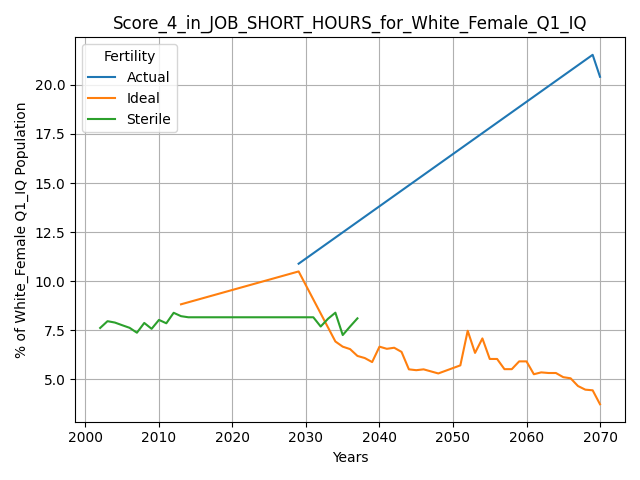 Score_4_in_JOB_SHORT_HOURS_for_White_Female_Q1_IQ
Fertility
Actual
Ideal
Sterile
% of White_Female Q1_IQ Population
20.0
17.5
15.0
12.5
10.0
7.5
5.0
2000 2010 2020 2030 2040 2050 2060 2070
Years